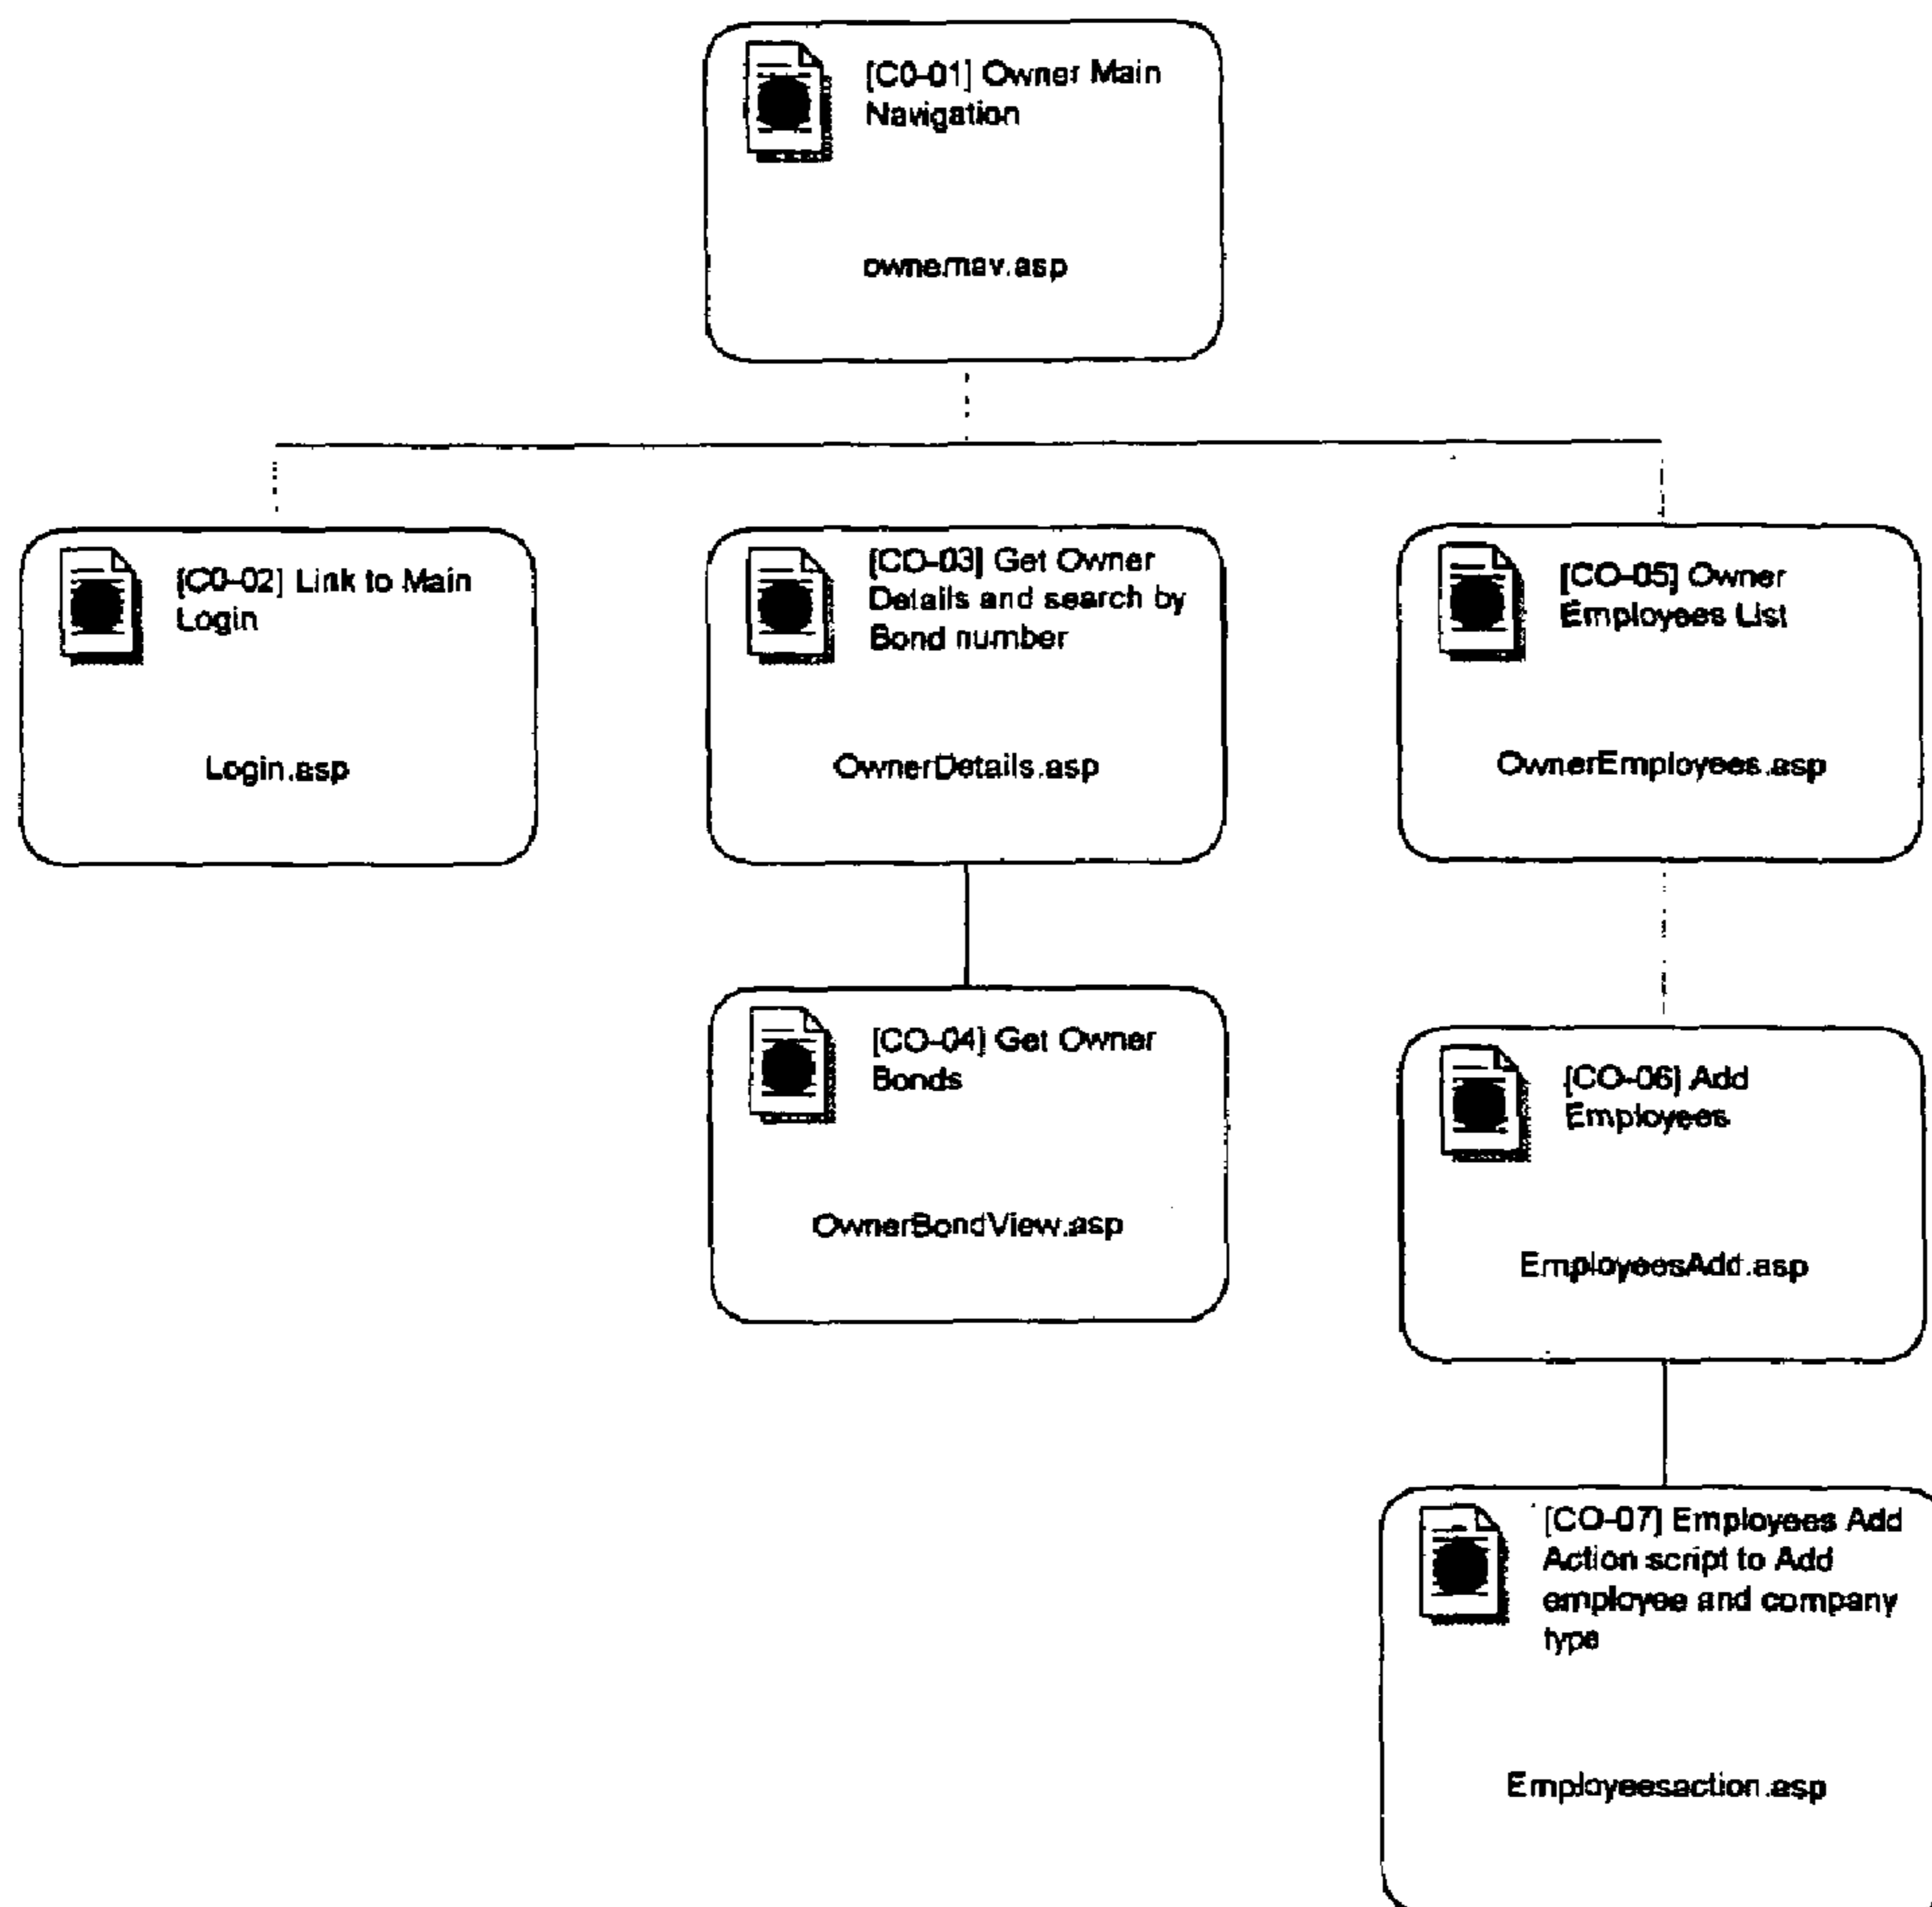 [C0-01] Owner Main
Navigation
ownernav.asp
[C0-02] Link to Main
Login
Login.asp
[CO-03] Get Owner
Details and search by
Bond number
OwnerDetails.asp
[CO-05] Owner
Employees List
OwnerEmployees.asp
[CO-04] Get Owner
Bonds
OwnerBondView.asp
[CO-06] Add
Employees
EmployeesAdd.asp
[CO-07] Employees Add
Action script to Add
employee and company
type
Employeesaction.asp